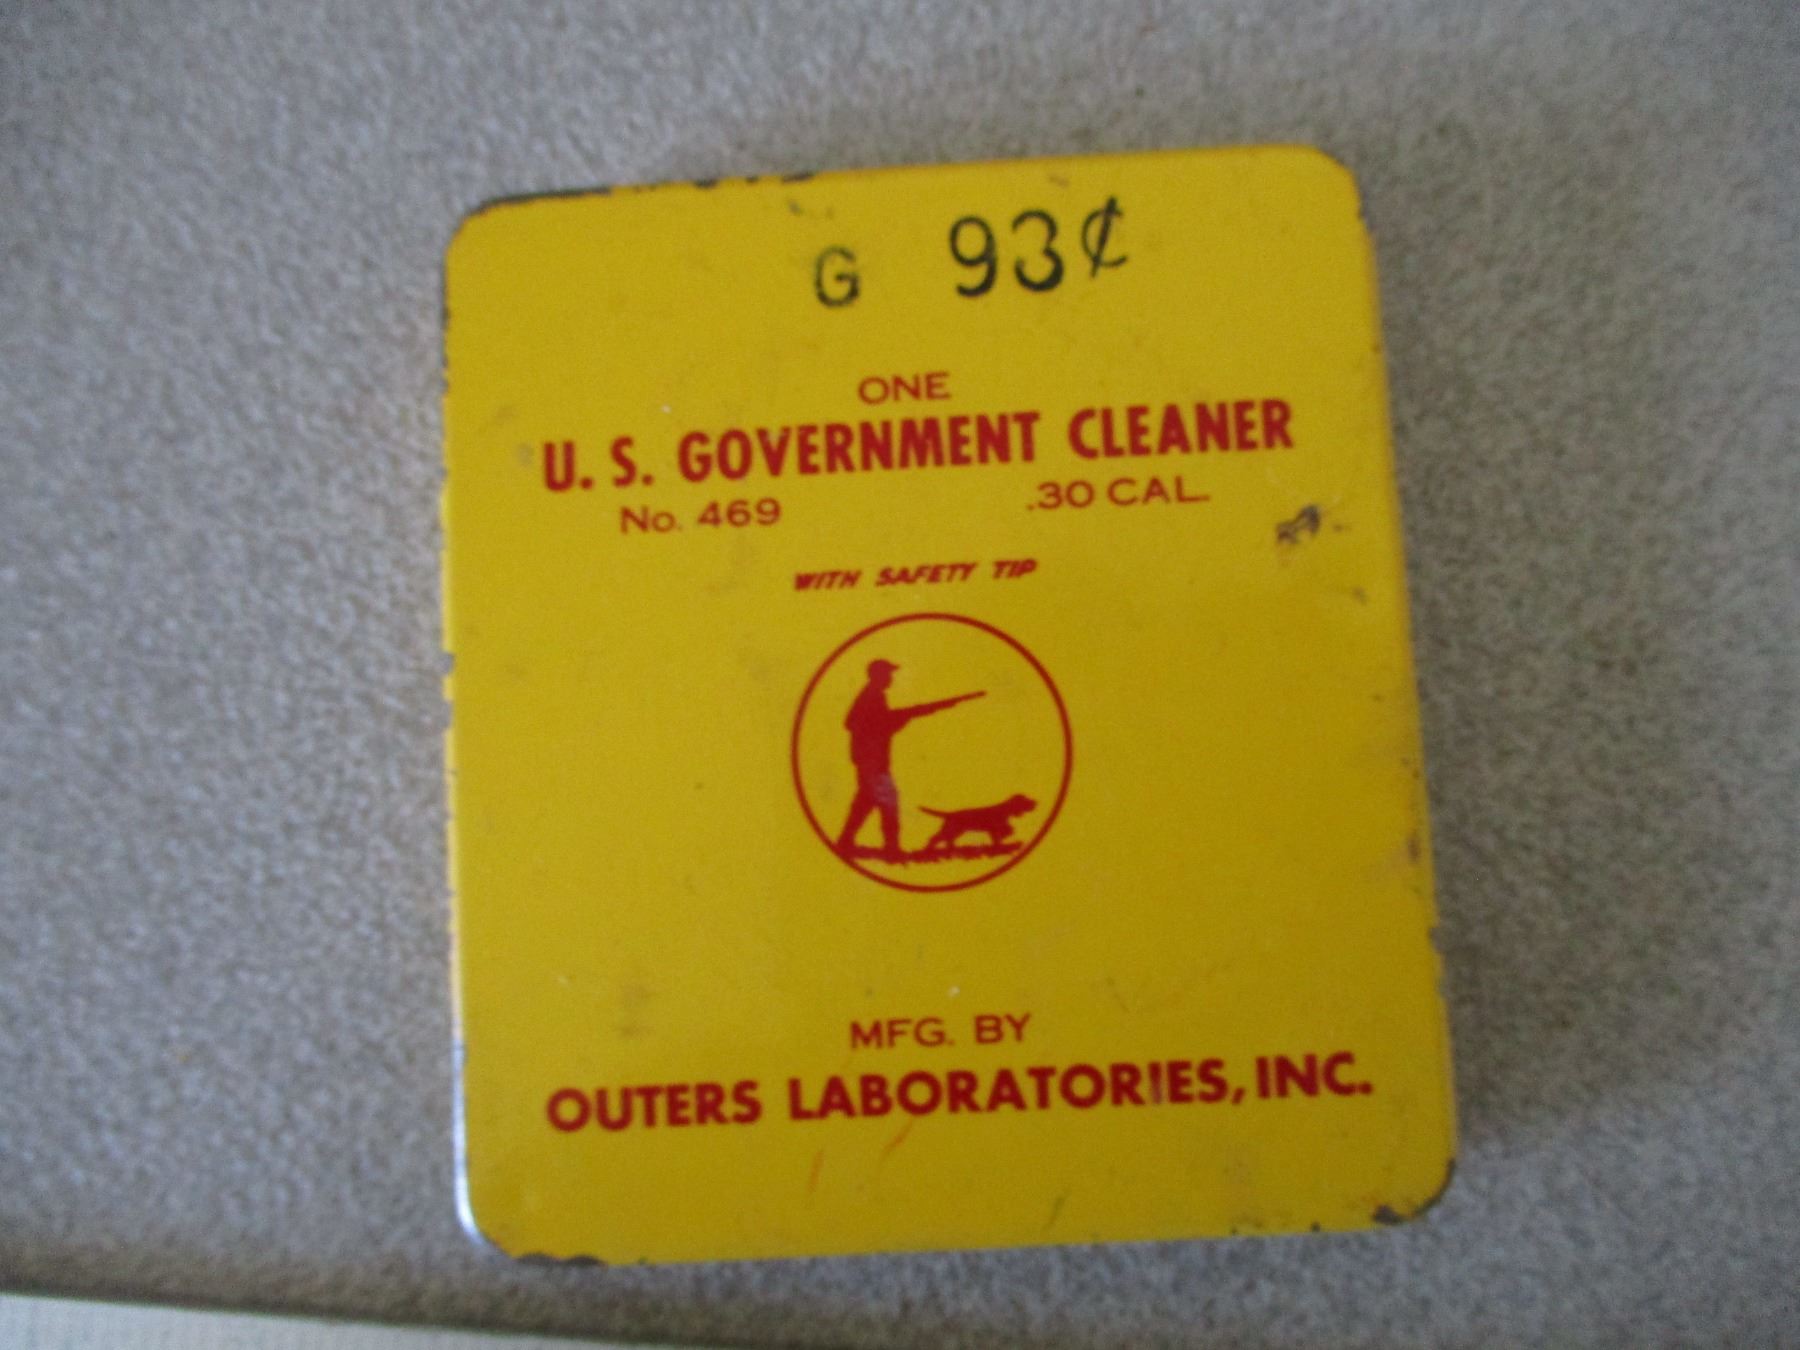 G 93¢
ONE
U. S. GOVERNMENT CLEANER
No. 469 .30 CAL.
WITH SAFETY TIP
MFG. BY
OUTERS LABORATORIES, INC.